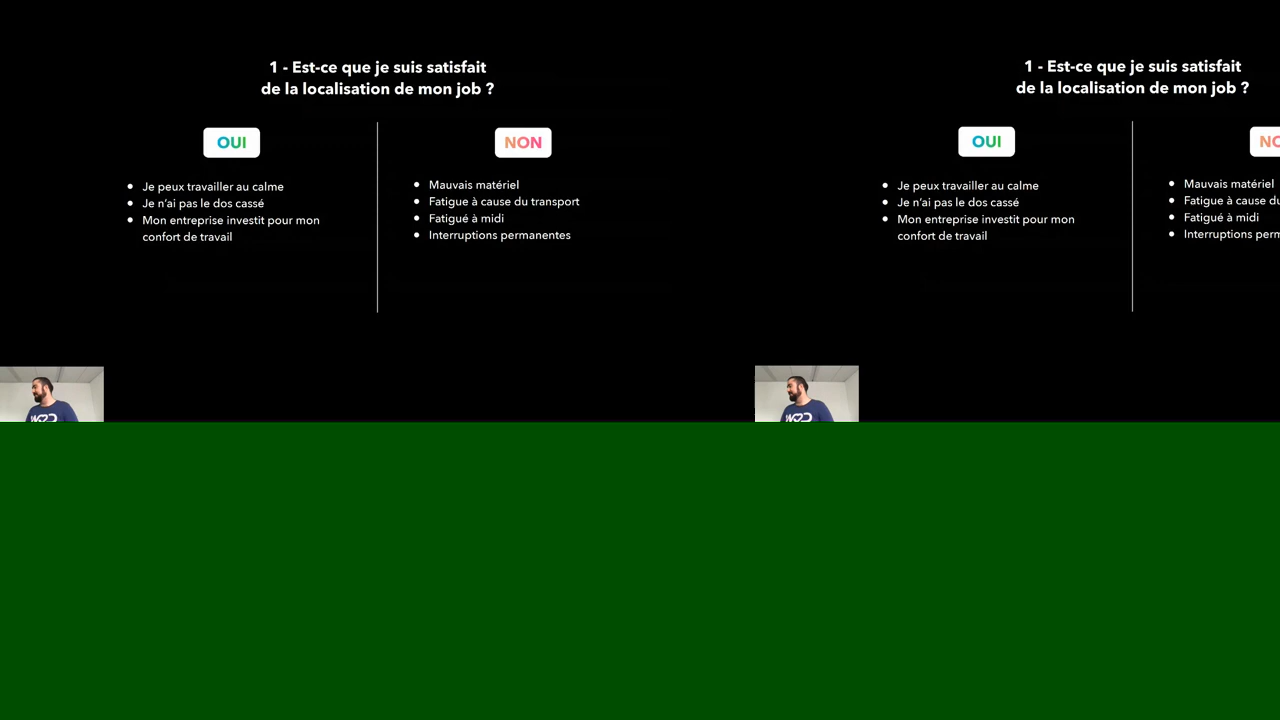 1 - Est-ce que je suis satisfait
de la localisation de mon job ?
OUI
Je peux travailler au calme
Je n’ai pas le dos cassé
Mon entreprise investit pour mon
confort de travail
NON
Mauvais matériel
Fatigue à cause du transport
Fatigué à midi
Interruptions permanentes
1 - Est-ce que je suis satisfait
de la localisation de mon job ?
OUI
Je peux travailler au calme
Je n’ai pas le dos cassé
Mon entreprise investit pour mon
confort de travail
Mauvais matériel
Fatigue à cause
Fatigué à midi
Interruptions